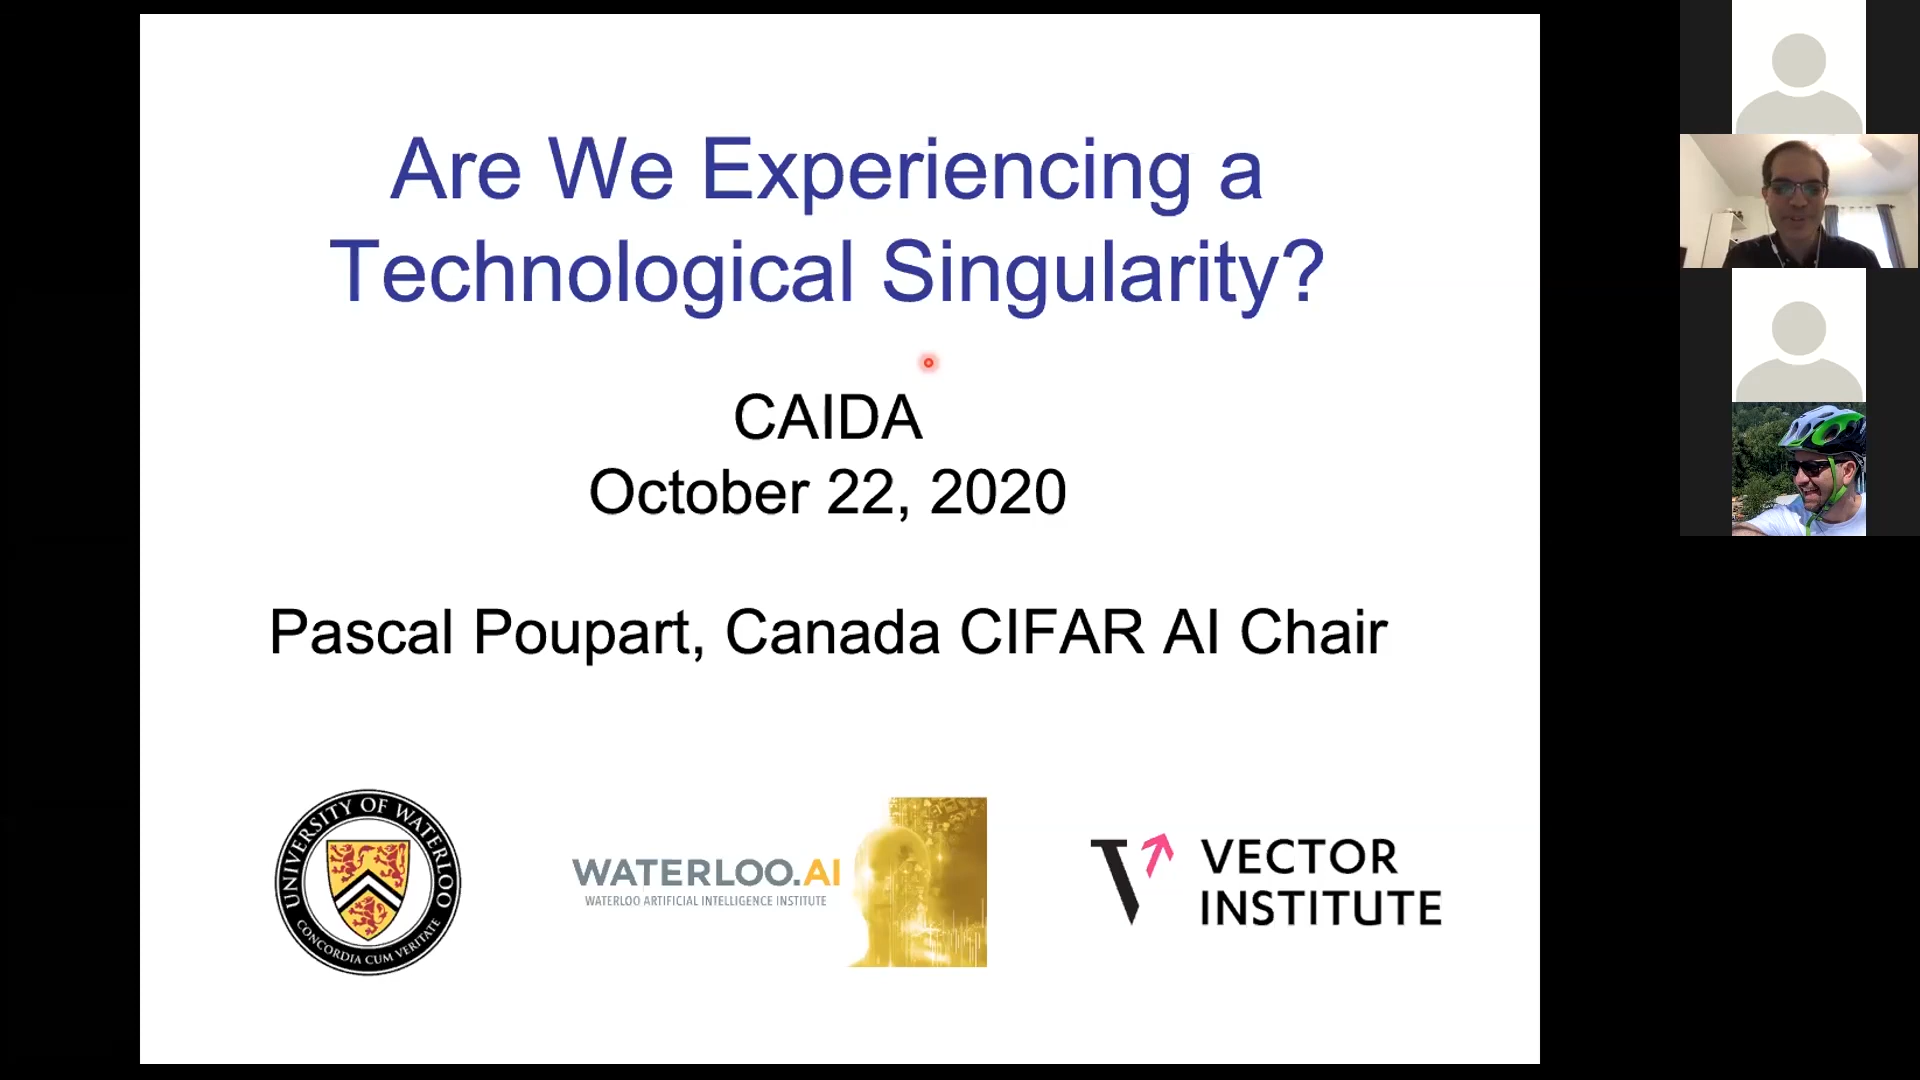 Are We Experiencing a
Technological Singularity?
CAIDA
October 22, 2020
Pascal Poupart, Canada CIFAR AI Chair
UNIVERSITY OF WATERLOO
CONCORDIA CUM VERITATE
WATERLOO.AI
WATERLOO ARTIFICIAL INTELLIGENCE INSTITUTE
VECTOR
INSTITUTE